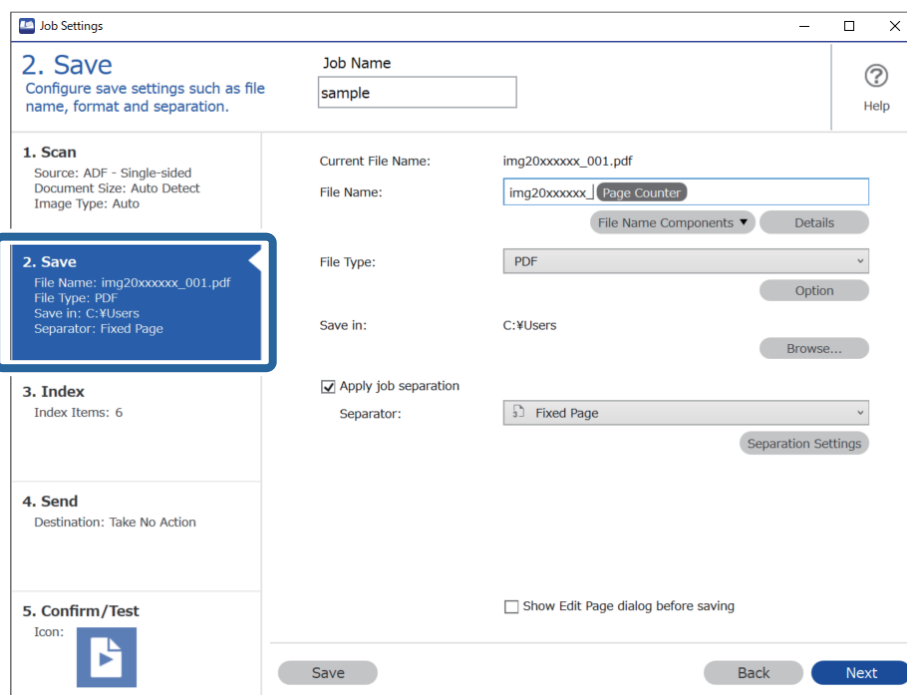 Job Settings
2. Save
Configure save settings such as file
name, format and separation.
Job Name
sample
Help
1. Scan
Source: ADF - Single-sided
Document Size: Auto Detect
Image Type: Auto
2. Save
File Name: img20xxxxxx_001.pdf
File Type: PDF
Save in: C:¥Users
Separator: Fixed Page
3. Index
Index Items: 6
4. Send
Destination: Take No Action
5. Confirm/Test
Icon:
Current File Name: img20xxxxxx_001.pdf
File Name: img20xxxxxx_ Page Counter
File Name Components ▼ Details
File Type: PDF
Option
Save in: C:¥Users
Browse...
Apply job separation
Separator: Fixed Page
Separation Settings
Show Edit Page dialog before saving
Save Back Next